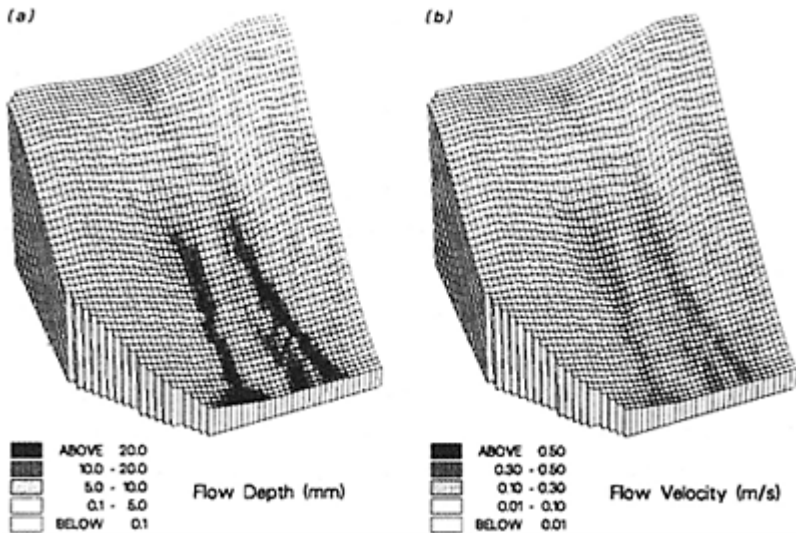 (a)
ABOVE 20.0
10.0 - 20.0
5.0 - 10.0
0.1 - 5.0
BELOW 0.1
Flow Depth (mm)
(b)
ABOVE 0.50
0.30 - 0.50
0.10 - 0.30
0.01 - 0.10
BELOW 0.01
Flow Velocity (m/s)